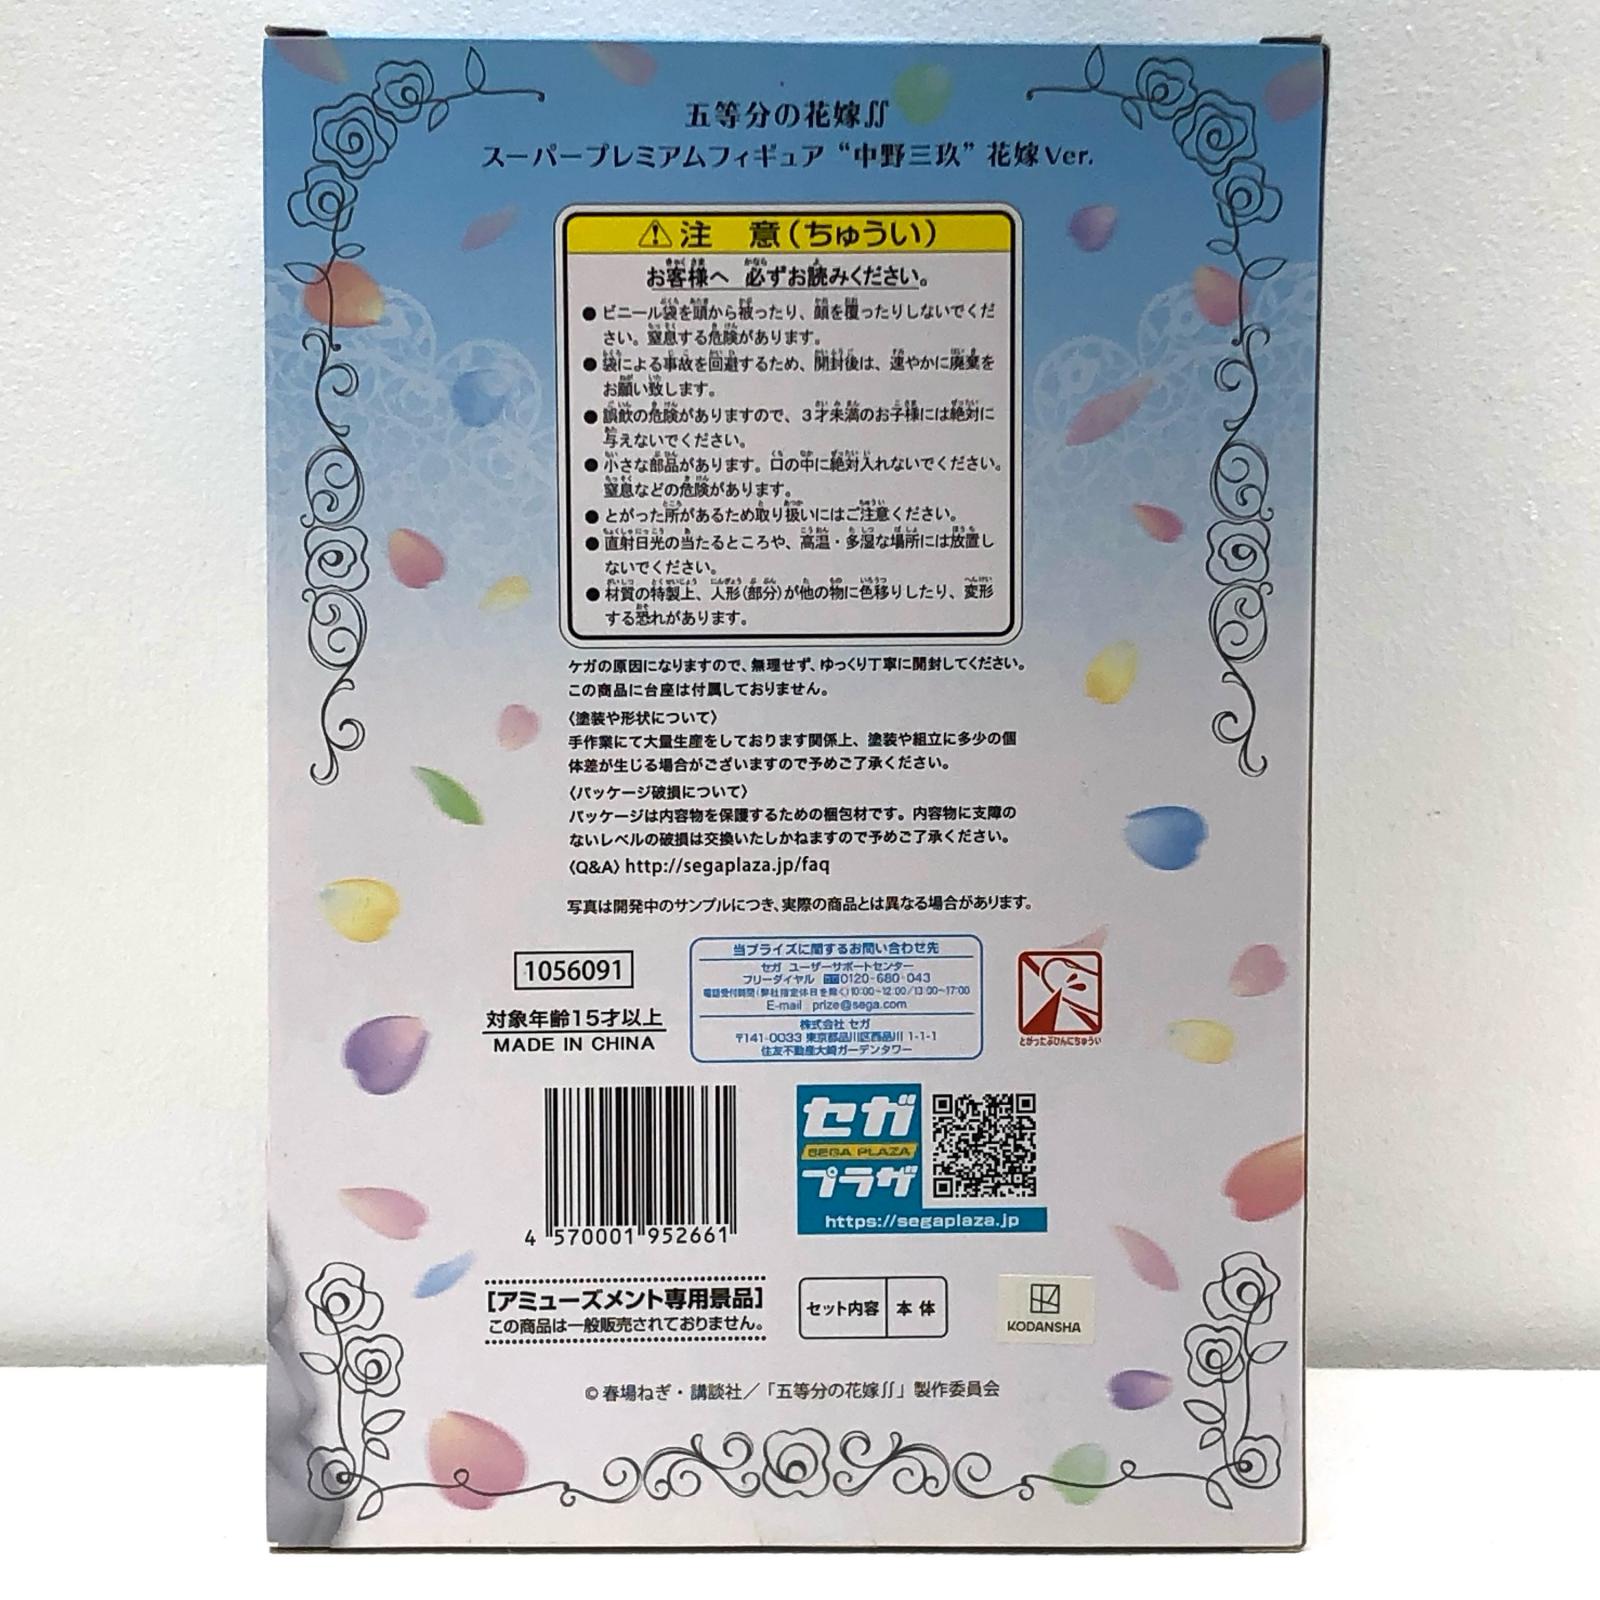 五等分の花嫁∬
スーパープレミアムフィギュア“中野三玖”花嫁Ver.
注　意(ちゅうい)
お客様へ 必ずお読みください。
●ビニール袋を頭から被ったり、顔を覆ったりしないでくだ
さい。窒息する危険があります。
●袋による事故を回避するため、開封後は、速やかに廃棄を
お願い致します。
●誤飲の危険がありますので、3才未満のお子様には絶対に
与えないでください。
●小さな部品があります。口の中に絶対入れないでください。
窒息などの危険があります。
●とがった所があるため取り扱いにはご注意ください。
●直射日光の当たるところや、高温・多湿な場所には放置し
ないでください。
●材質の特製上、人形(部分)が他の物に色移りしたり、変形
する恐れがあります。
ケガの原因になりますので、無理せず、ゆっくり丁寧に開封してください。
この商品に台座は付属しておりません。
〈塗装や形状について〉
手作業にて大量生産をしております関係上、塗装や組立に多少の個
体差が生じる場合がございますので予めご了承ください。
〈パッケージ破損について〉
パッケージは内容物を保護するための梱包材です。内容物に支障の
ないレベルの破損は交換いたしかねますので予めご了承ください。
〈Q&A〉http://segaplaza.jp/faq
写真は開発中のサンプルにつき、実際の商品とは異なる場合があります。
1056091
対象年齢15才以上
MADE IN CHINA
当プライズに関するお問い合わせ先
セガ ユーザーサポートセンター
フリーダイヤル 0120-680-043
電話受付時間(弊社指定休日を除く)10:00~12:00/13:00~17:00
E-mail prize@sega.com
株式会社 セガ
〒141-0033 東京都品川区西品川 1-1-1
住友不動産大崎ガーデンタワー
とがったぶひんにちゅうい
4 570001 952661
セガ
SEGA PLAZA
プラザ
https://segaplaza.jp
[アミューズメント専用景品]
この商品は一般販売されておりません。
セット内容 本体
KODANSHA
©春場ねぎ・講談社／「五等分の花嫁∬」製作委員会